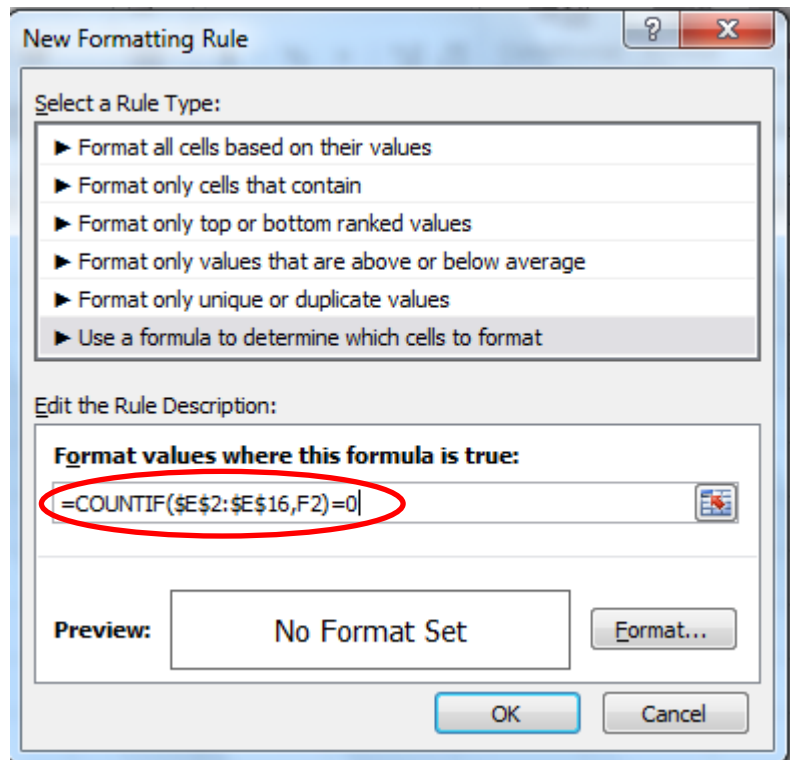 New Formatting Rule
Select a Rule Type:
► Format all cells based on their values
► Format only cells that contain
► Format only top or bottom ranked values
► Format only values that are above or below average
► Format only unique or duplicate values
► Use a formula to determine which cells to format
Edit the Rule Description:
Format values where this formula is true:
=COUNTIF($E$2:$E$16,F2)=0
Preview:
No Format Set
Format...
OK
Cancel